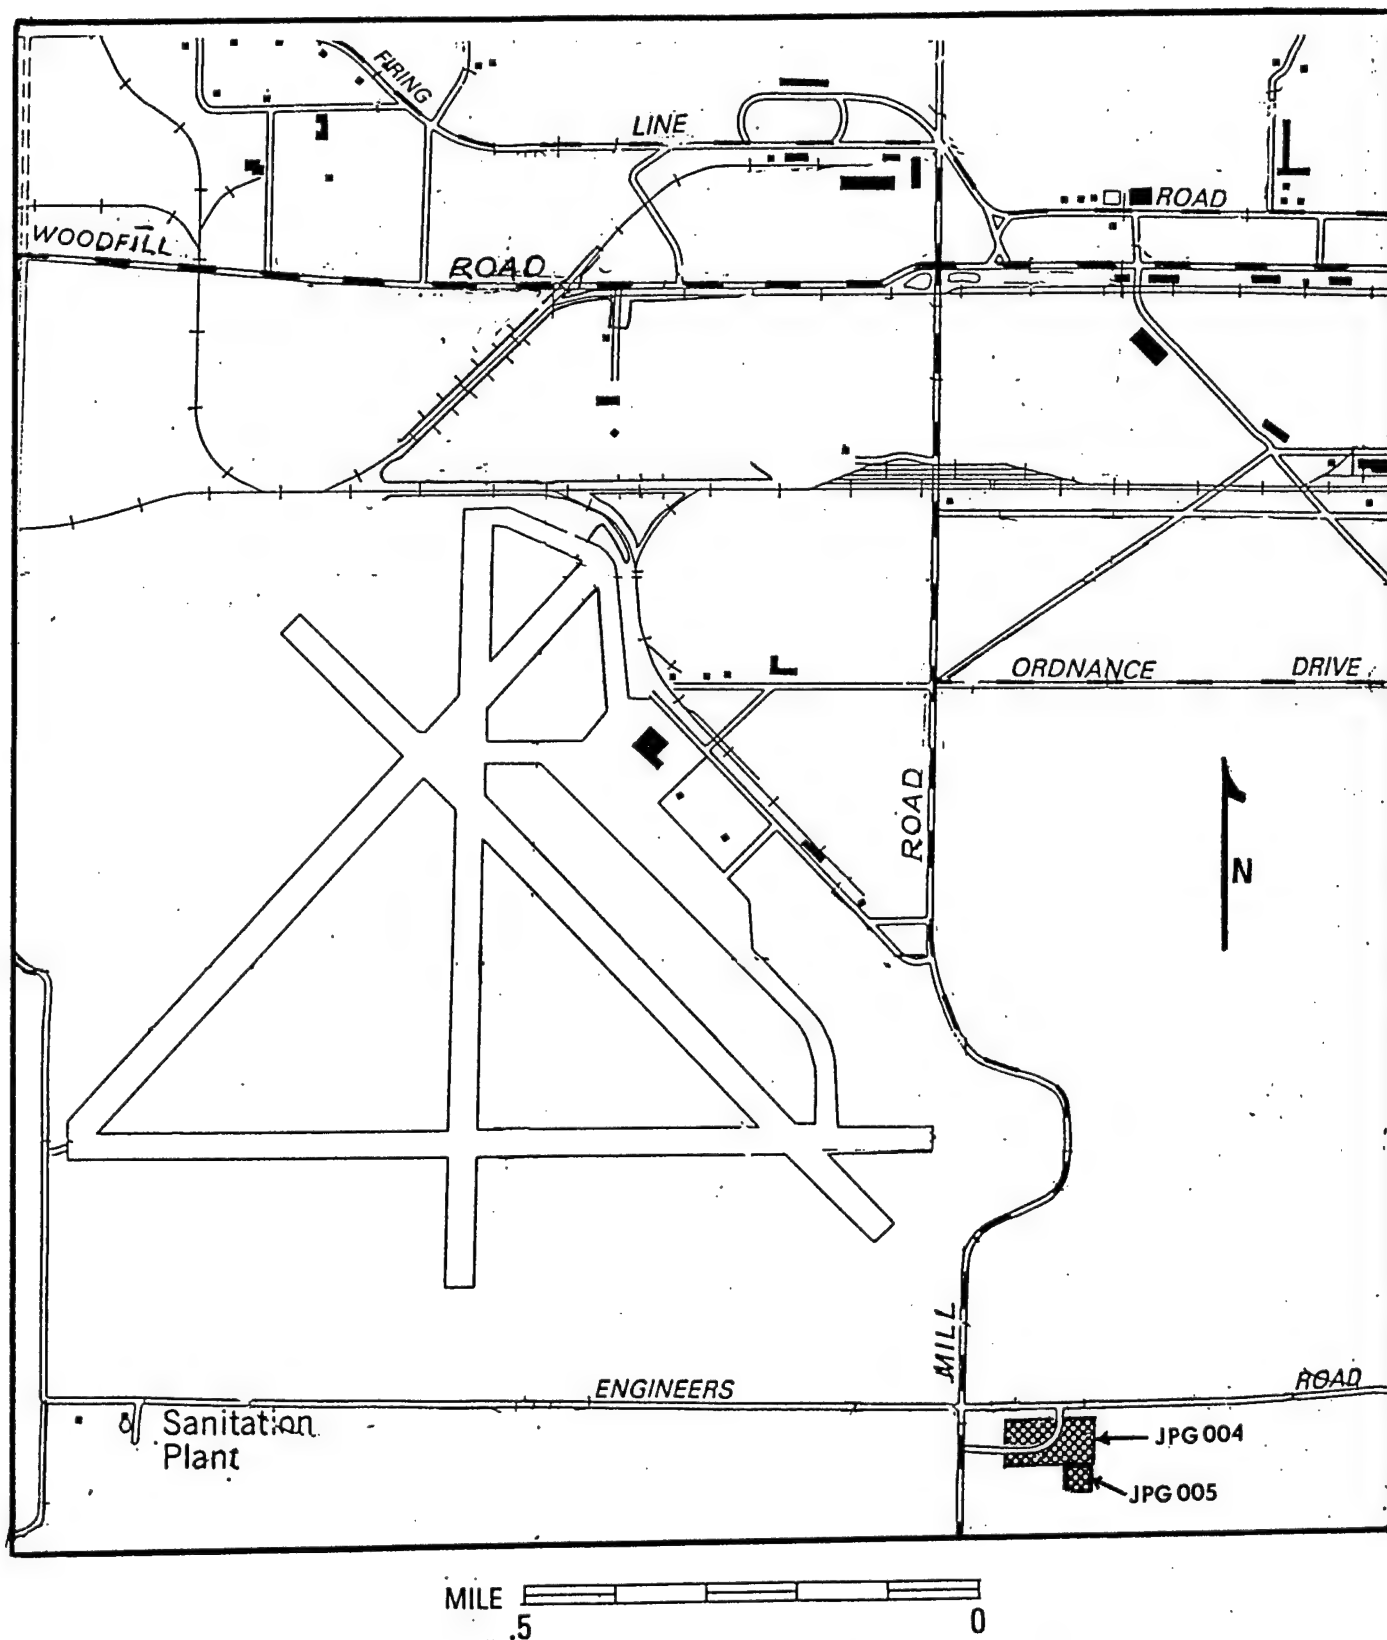 FIRING
LINE
ROAD
WOODFILL
ROAD
ORDNANCE DRIVE
ROAD
N
MILL
ENGINEERS
ROAD
Sanitation
Plant
JPG 004
JPG 005
MILE
.5 0